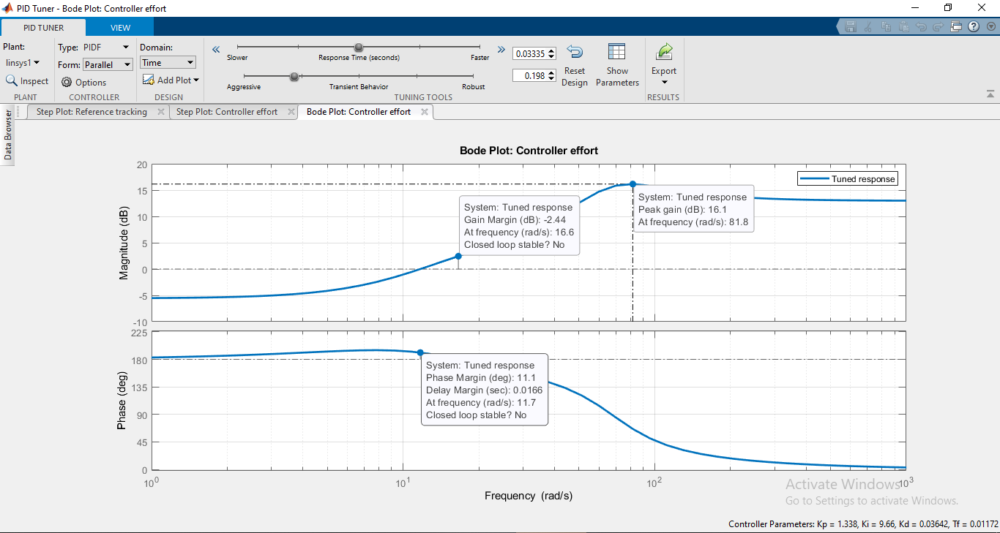 PID Tuner - Bode Plot: Controller effort
PID TUNER VIEW
Plant:
linsys1
Inspect
PLANT
Type: PIDF
Form: Parallel
Options
CONTROLLER
Domain:
Time
Add Plot
DESIGN
Slower Response Time (seconds) Faster
0.03335
Aggressive Transient Behavior Robust
0.198
TUNING TOOLS
Reset
Design
Show
Parameters
Export
RESULTS
Data Browser
Step Plot: Reference tracking
Step Plot: Controller effort
Bode Plot: Controller effort
Bode Plot: Controller effort
Magnitude (dB)
20
15
10
5
0
-5
-10
Tuned response
System: Tuned response
Gain Margin (dB): -2.44
At frequency (rad/s): 16.6
Closed loop stable? No
System: Tuned response
Peak gain (dB): 16.1
At frequency (rad/s): 81.8
Phase (deg)
225
180
135
90
45
0
System: Tuned response
Phase Margin (deg): 11.1
Delay Margin (sec): 0.0166
At frequency (rad/s): 11.7
Closed loop stable? No
10^0 10^1 10^2 10^3
Frequency (rad/s)
Activate Windows
Go to Settings to activate Windows.
Controller Parameters: Kp = 1.338, Ki = 9.66, Kd = 0.03642, Tf = 0.01172